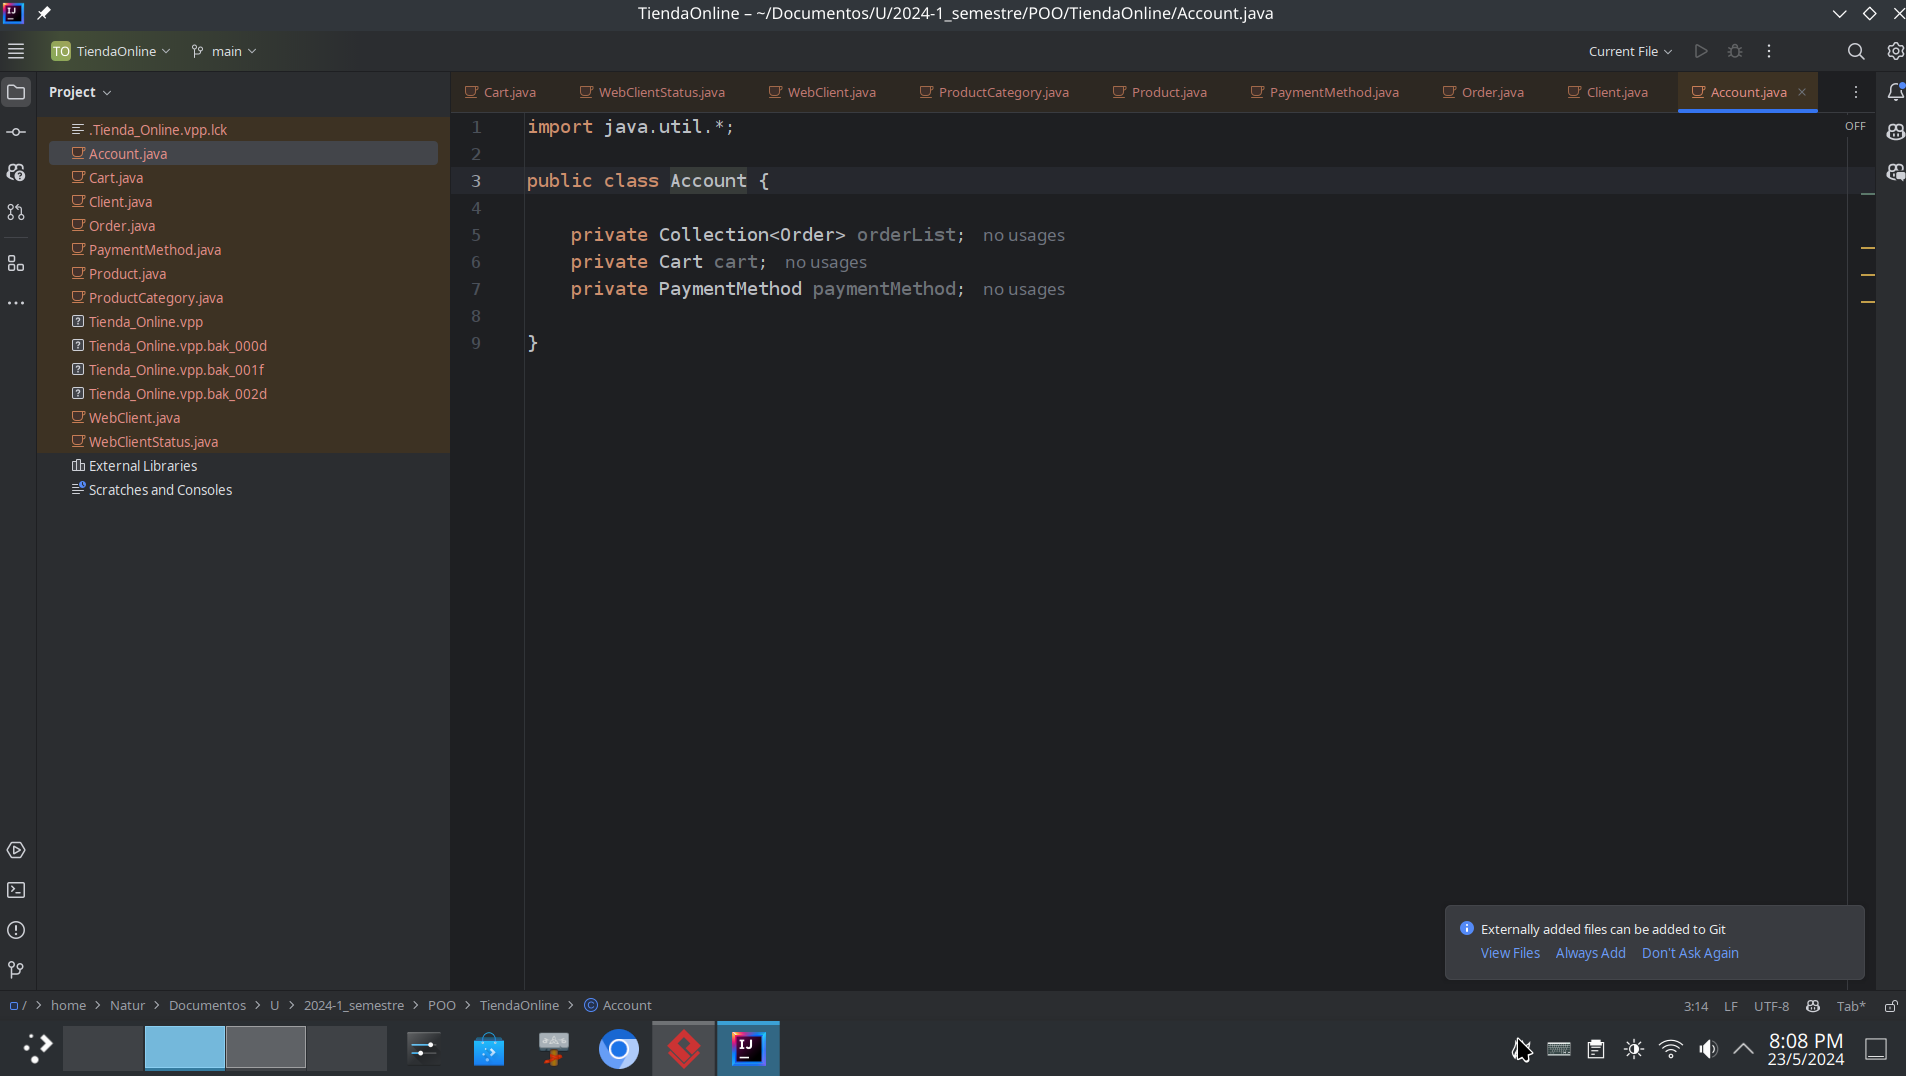 TiendaOnline – ~/Documentos/U/2024-1_semestre/POO/TiendaOnline/Account.java
TO TiendaOnline main Current File
Project
Cart.java WebClientStatus.java WebClient.java ProductCategory.java Product.java PaymentMethod.java Order.java Client.java Account.java
.Tienda_Online.vpp.lck
Account.java
Cart.java
Client.java
Order.java
PaymentMethod.java
Product.java
ProductCategory.java
Tienda_Online.vpp
Tienda_Online.vpp.bak_000d
Tienda_Online.vpp.bak_001f
Tienda_Online.vpp.bak_002d
WebClient.java
WebClientStatus.java
External Libraries
Scratches and Consoles
OFF
1 import java.util.*;
2
3 public class Account {
4
5 private Collection<Order> orderList; no usages
6 private Cart cart; no usages
7 private PaymentMethod paymentMethod; no usages
8
9 }
Externally added files can be added to Git
View Files Always Add Don't Ask Again
/ > home > Natur > Documentos > U > 2024-1_semestre > POO > TiendaOnline > Account
3:14 LF UTF-8 Tab*
IJ
8:08 PM
23/5/2024